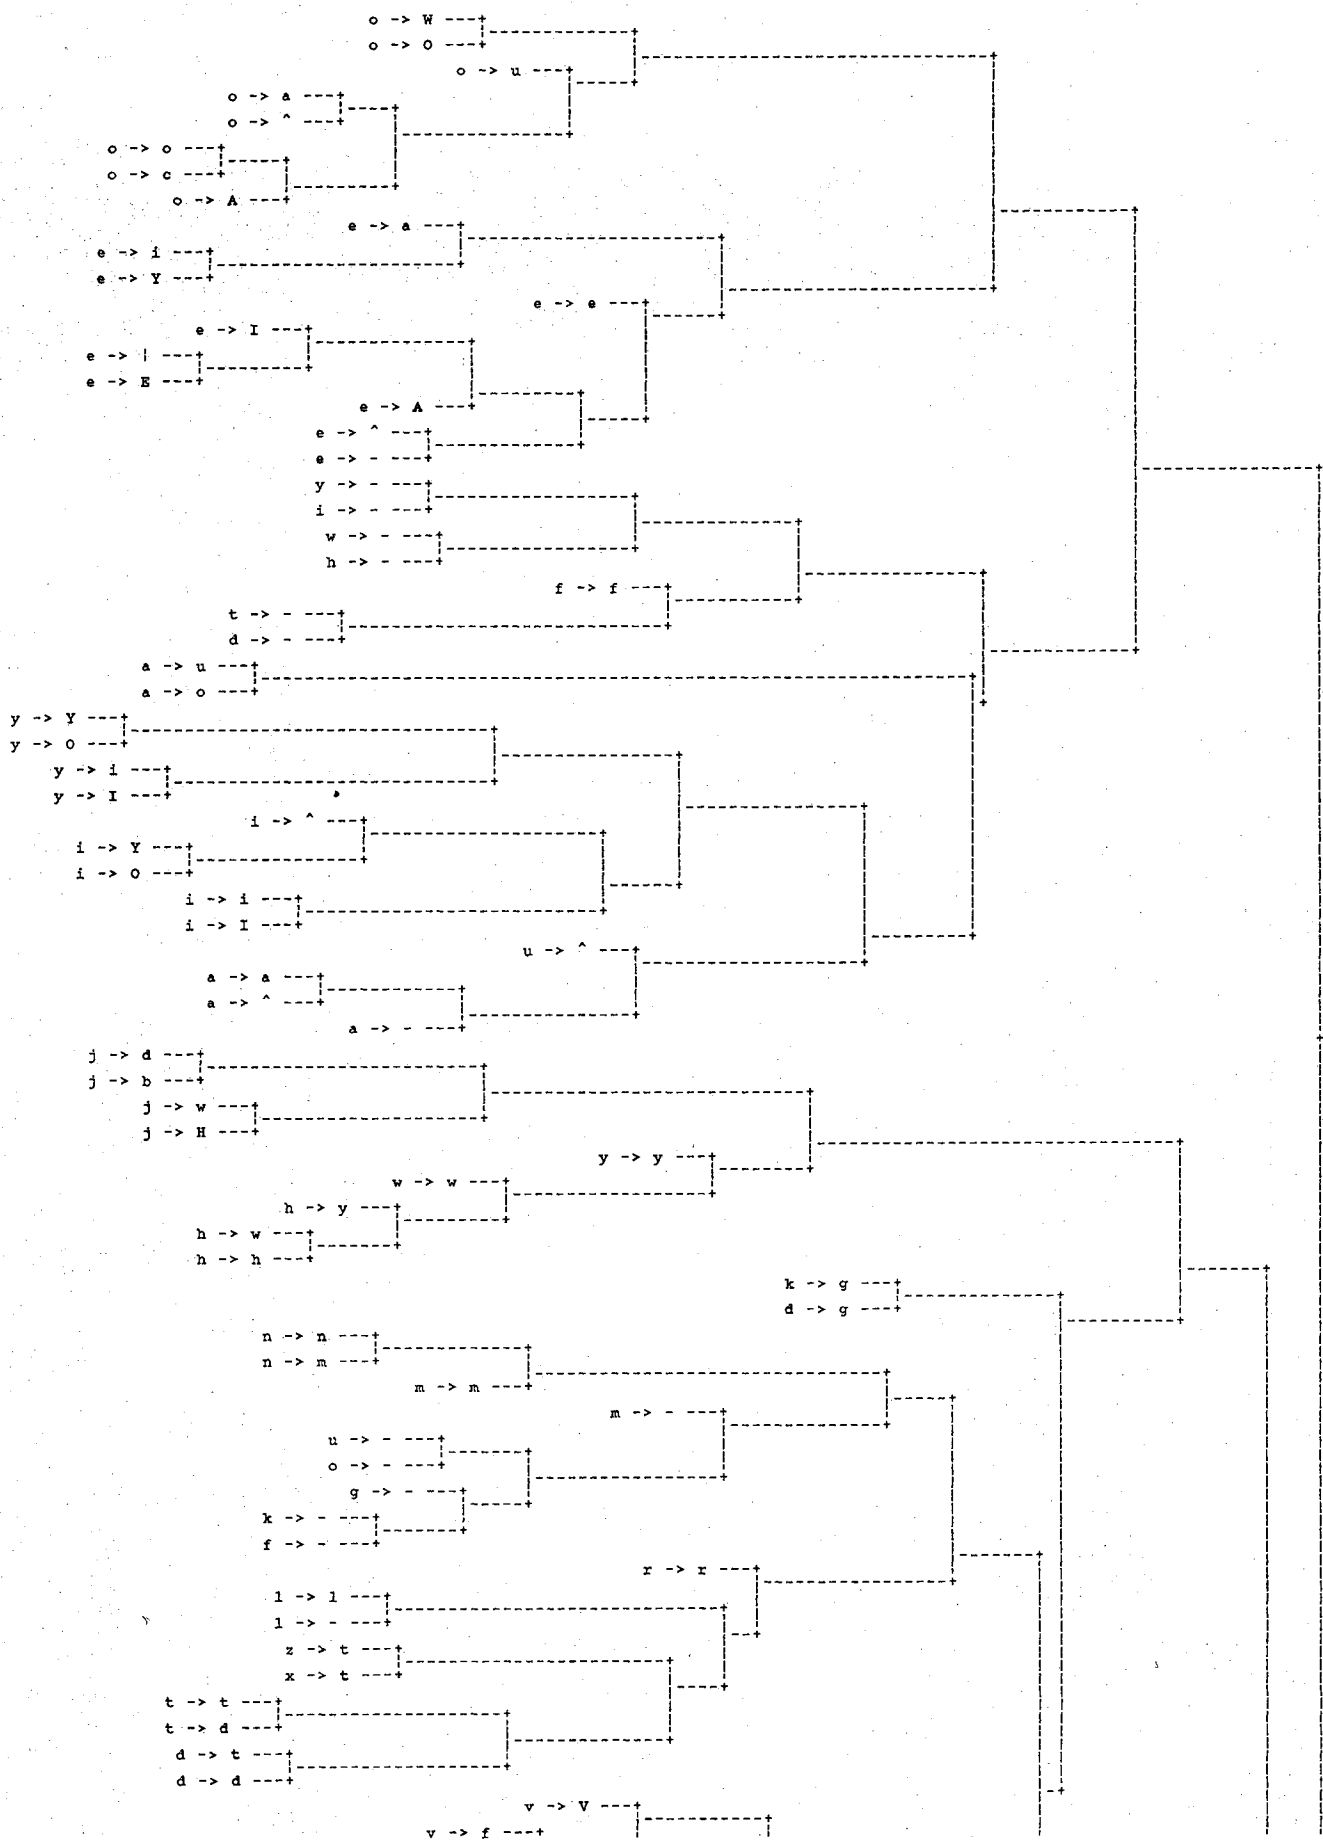 o -> W
o -> O
o -> u
o -> a
o -> ^
o -> o
o -> c
o -> A
e -> a
e -> i
e -> Y
e -> e
e -> I
e -> |
e -> E
e -> A
e -> ^
e -> -
y -> -
i -> -
w -> -
h -> -
f -> f
t -> -
d -> -
a -> u
a -> o
y -> Y
y -> O
y -> i
y -> I
i -> ^
i -> Y
i -> O
i -> i
i -> I
u -> ^
a -> a
a -> ^
a -> -
j -> d
j -> b
j -> w
j -> H
y -> y
w -> w
h -> y
h -> w
h -> h
k -> g
d -> g
n -> n
n -> m
m -> m
m -> -
u -> -
o -> -
g -> -
k -> -
f -> -
r -> r
l -> l
l -> -
z -> t
x -> t
t -> t
t -> d
d -> t
d -> d
v -> V
v -> f